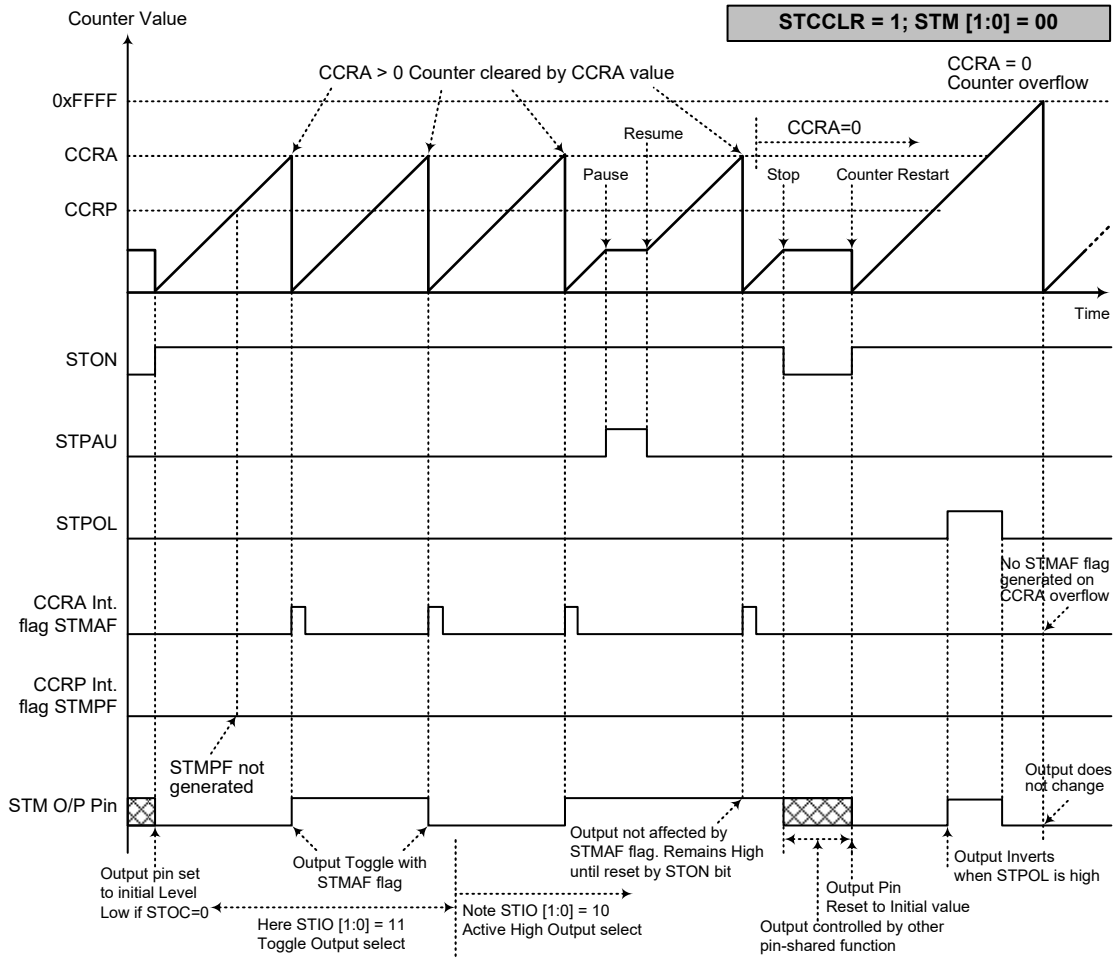 Counter Value
STCCLR = 1; STM [1:0] = 00
CCRA > 0 Counter cleared by CCRA value
CCRA = 0
Counter overflow
0xFFFF
CCRA
CCRP
Resume
CCRA=0
Pause
Stop
Counter Restart
Time
STON
STPAU
STPOL
No STMAF flag
generated on
CCRA overflow
CCRA Int.
flag STMAF
CCRP Int.
flag STMPF
STMPF not
generated
STM O/P Pin
Output does
not change
Output pin set
to initial Level
Low if STOC=0
Output Toggle with
STMAF flag
Output not affected by
STMAF flag. Remains High
until reset by STON bit
Output Inverts
when STPOL is high
Output Pin
Reset to Initial value
Here STIO [1:0] = 11
Toggle Output select
Note STIO [1:0] = 10
Active High Output select
Output controlled by other
pin-shared function